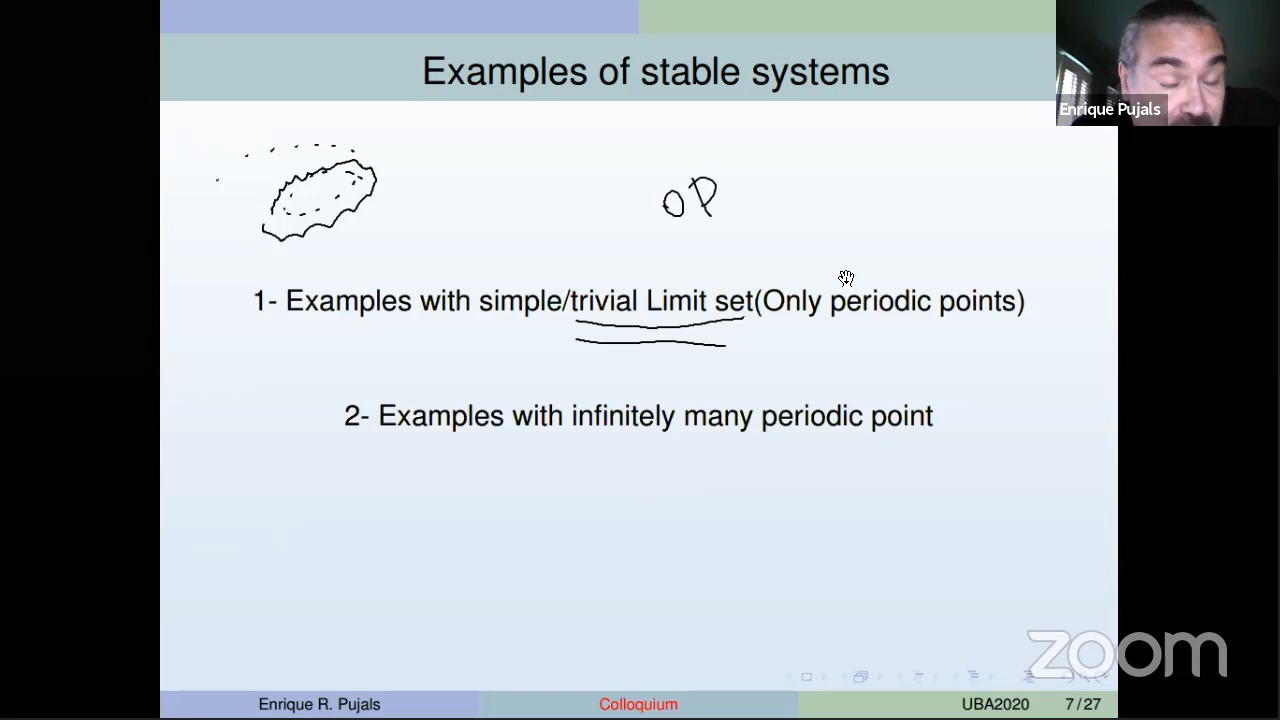 Examples of stable systems
Enrique Pujals
OP
1- Examples with simple/trivial Limit set(Only periodic points)
2- Examples with infinitely many periodic point
zoom
Enrique R. Pujals
Colloquium
UBA2020
7/27